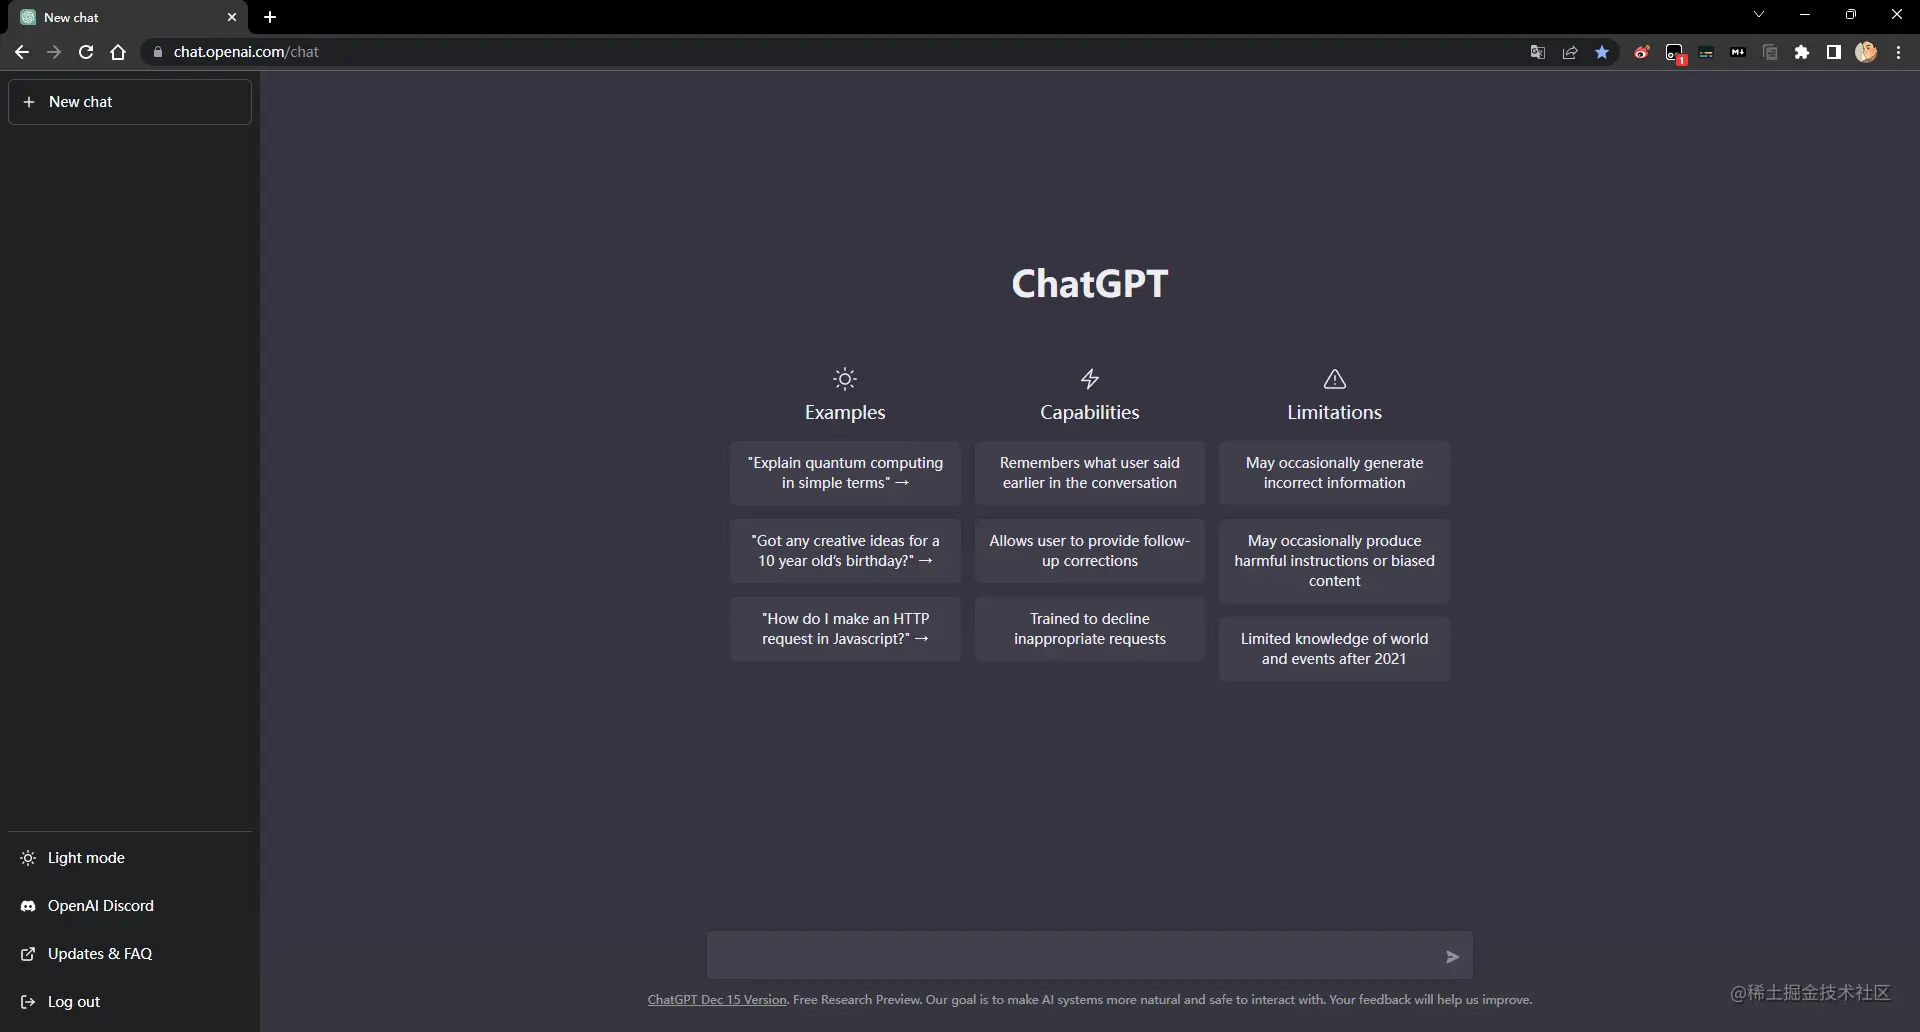 New chat
chat.openai.com/chat
1
New chat
ChatGPT
Examples
"Explain quantum computing
in simple terms" →
"Got any creative ideas for a
10 year old's birthday?" →
"How do I make an HTTP
request in Javascript?" →
Capabilities
Remembers what user said
earlier in the conversation
Allows user to provide follow-
up corrections
Trained to decline
inappropriate requests
Limitations
May occasionally generate
incorrect information
May occasionally produce
harmful instructions or biased
content
Limited knowledge of world
and events after 2021
Light mode
OpenAI Discord
Updates & FAQ
Log out
ChatGPT Dec 15 Version. Free Research Preview. Our goal is to make AI systems more natural and safe to interact with. Your feedback will help us improve.
@稀土掘金技术社区